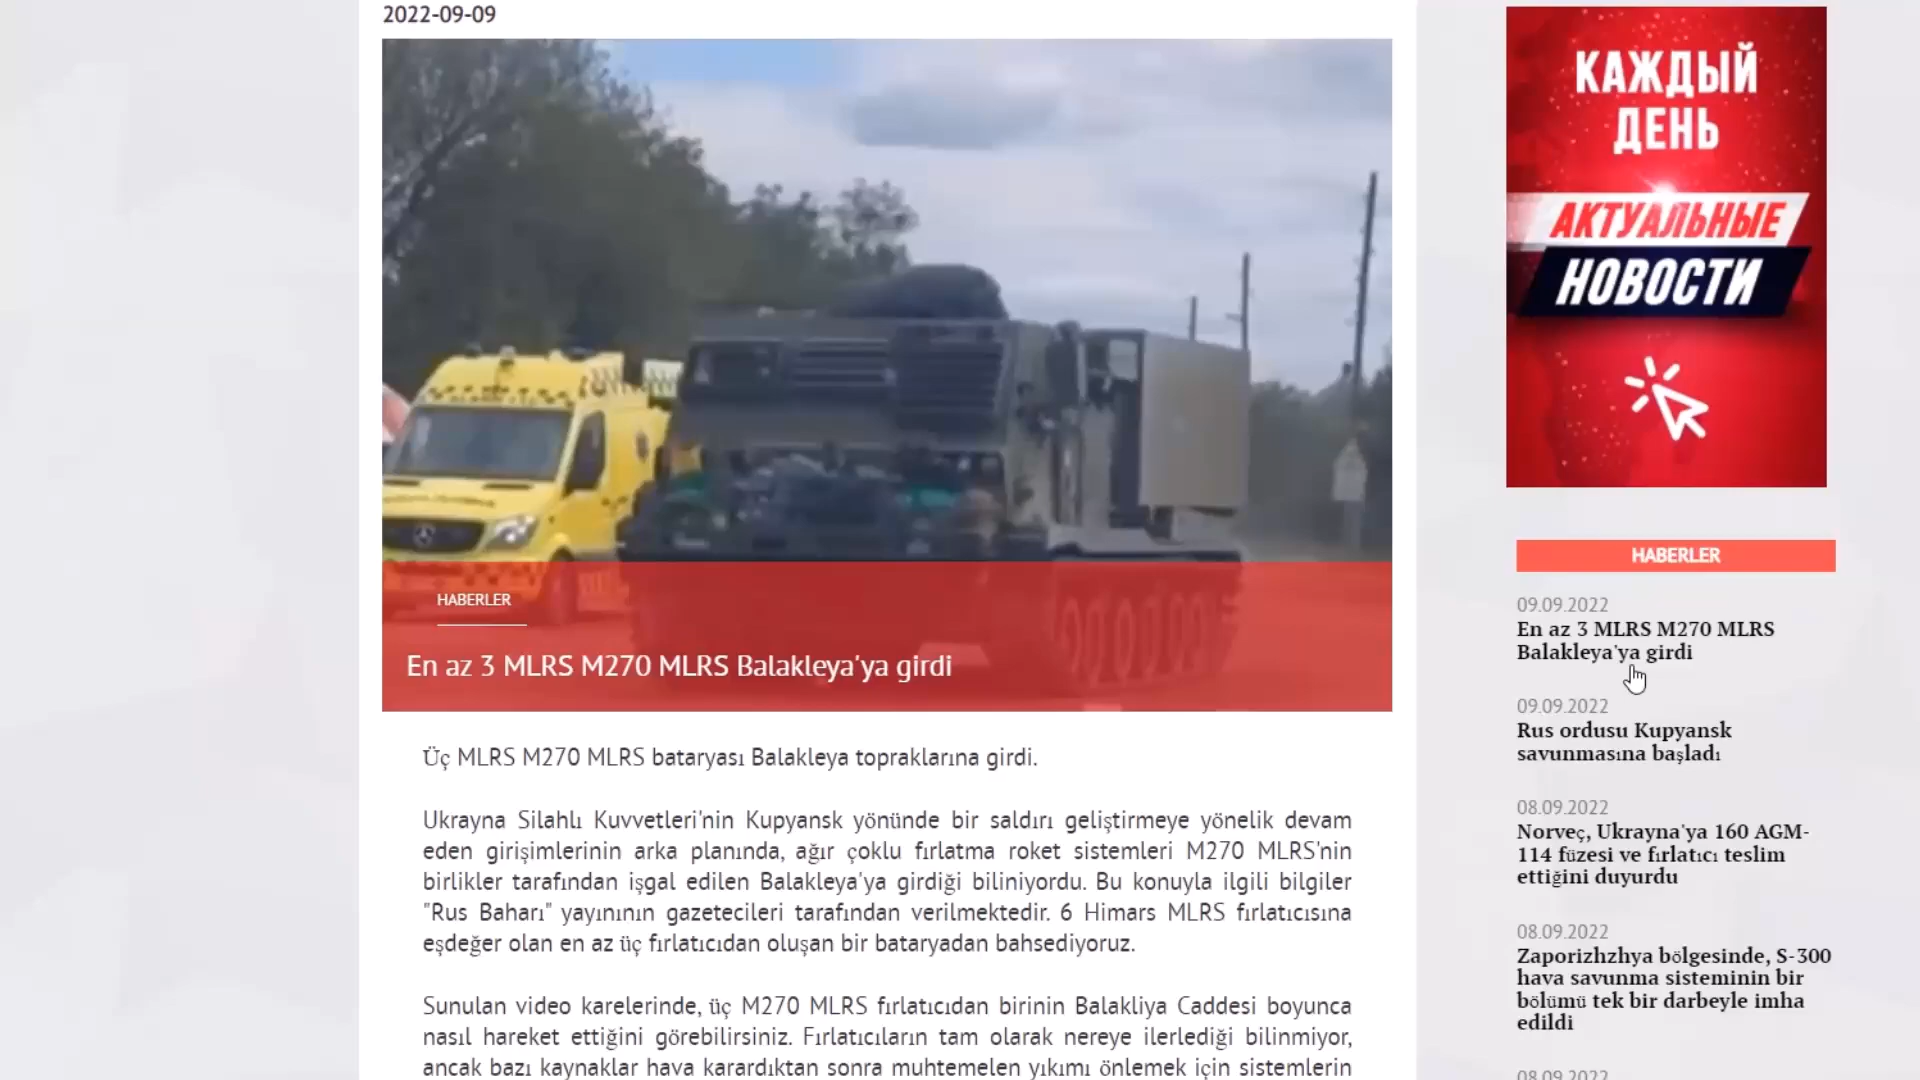 2022-09-09
HABERLER
En az 3 MLRS M270 MLRS Balakleya'ya girdi
Üç MLRS M270 MLRS bataryası Balakleya topraklarına girdi.
Ukrayna Silahlı Kuvvetleri'nin Kupyansk yönünde bir saldırı geliştirmeye yönelik devam
eden girişimlerinin arka planında, ağır çoklu fırlatma roket sistemleri M270 MLRS'nin
birlikler tarafından işgal edilen Balakleya'ya girdiği biliniyordu. Bu konuyla ilgili bilgiler
"Rus Baharı" yayınının gazetecileri tarafından verilmektedir. 6 Himars MLRS fırlatıcısına
eşdeğer olan en az üç fırlatıcıdan oluşan bir bataryadan bahsediyoruz.
Sunulan video karelerinde, üç M270 MLRS fırlatıcıdan birinin Balakliya Caddesi boyunca
nasıl hareket ettiğini görebilirsiniz. Fırlatıcıların tam olarak nereye ilerlediği bilinmiyor,
ancak bazı kaynaklar hava karardıktan sonra muhtemelen yıkımı önlemek için sistemlerin
КАЖДЫЙ
ДЕНЬ
АКТУАЛЬНЫЕ
НОВОСТИ
HABERLER
09.09.2022
En az 3 MLRS M270 MLRS
Balakleya'ya girdi
09.09.2022
Rus ordusu Kupyansk
savunmasına başladı
08.09.2022
Norveç, Ukrayna'ya 160 AGM-
114 füzesi ve fırlatıcı teslim
ettiğini duyurdu
08.09.2022
Zaporizhzhya bölgesinde, S-300
hava savunma sisteminin bir
bölümü tek bir darbeyle imha
edildi
08.09.2022